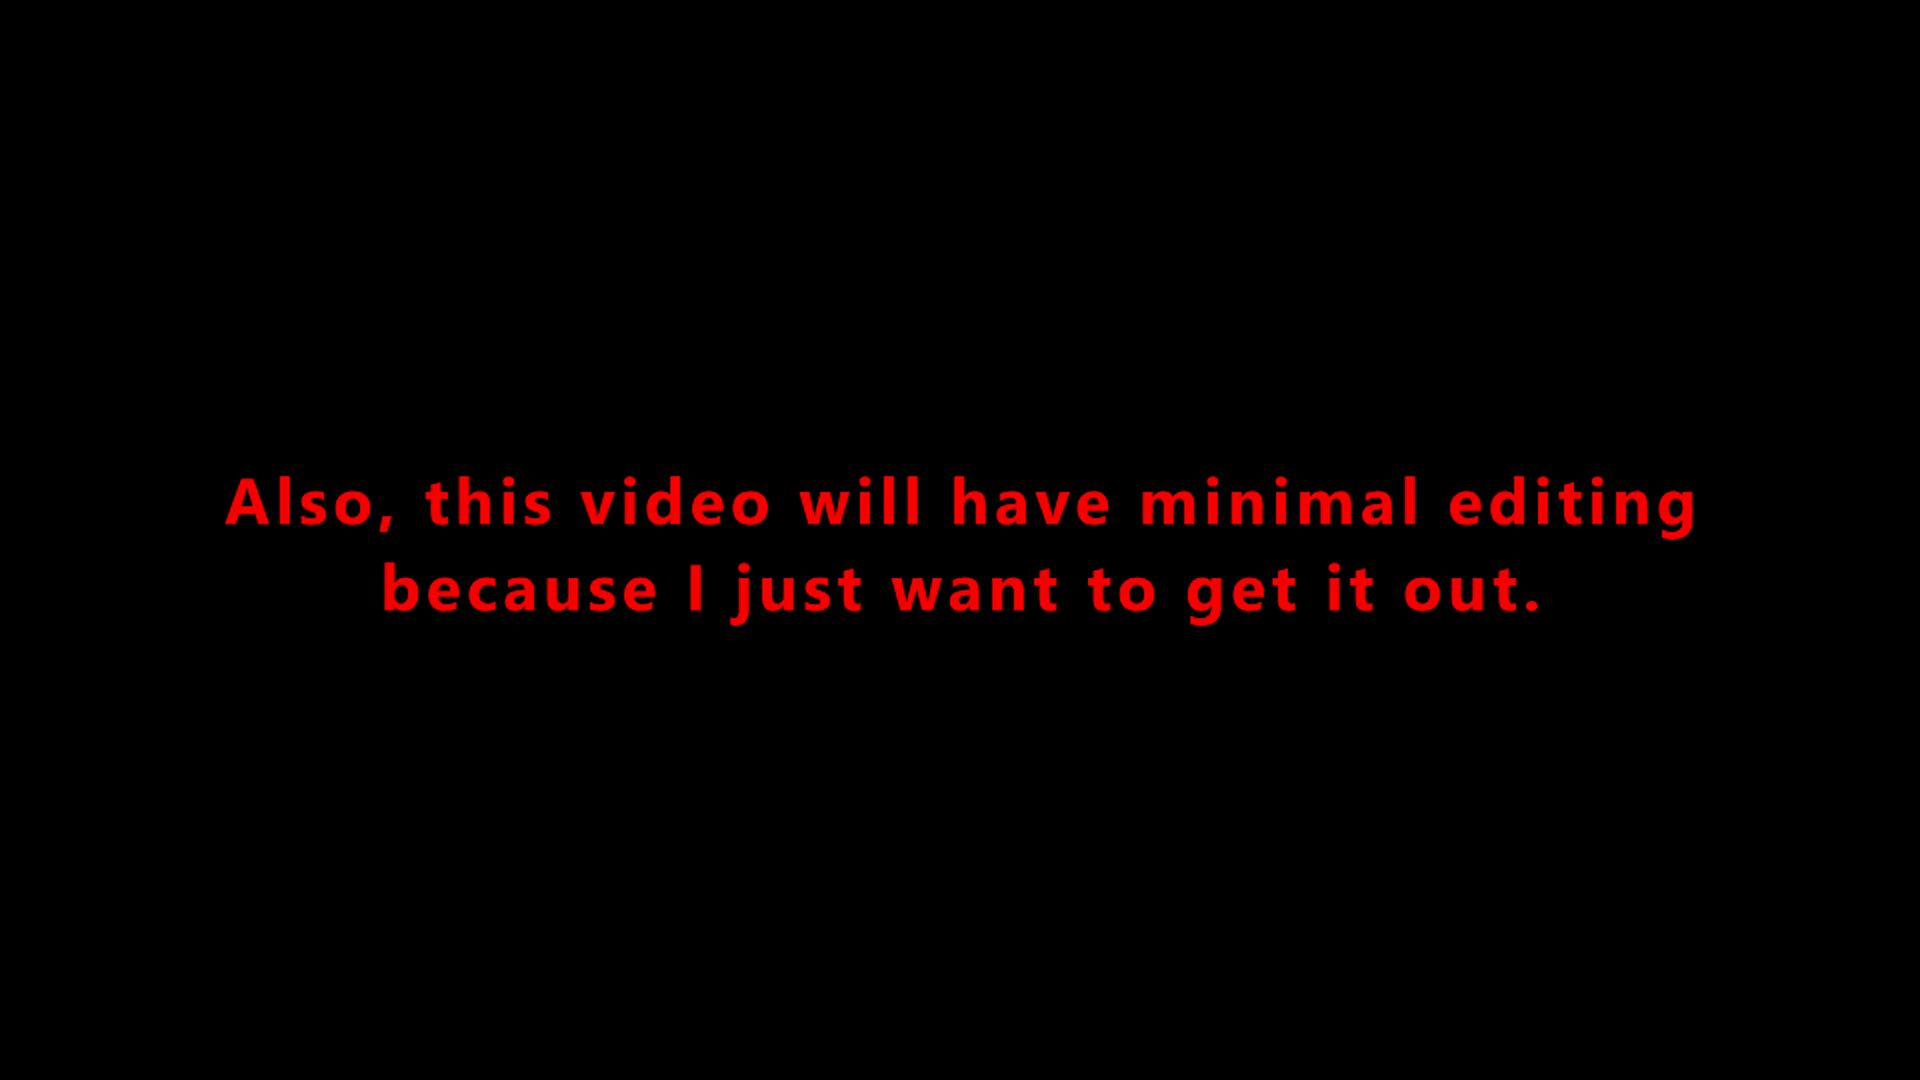 Also, this video will have minimal editing
because I just want to get it out.